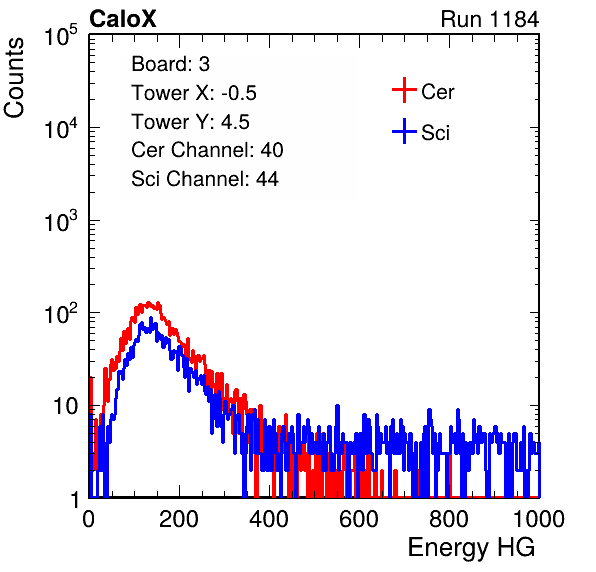 CaloX Run 1184
Counts
Board: 3
Tower X: -0.5
Tower Y: 4.5
Cer Channel: 40
Sci Channel: 44
Cer
Sci
10^5
10^4
10^3
10^2
10
1
0 200 400 600 800 1000
Energy HG